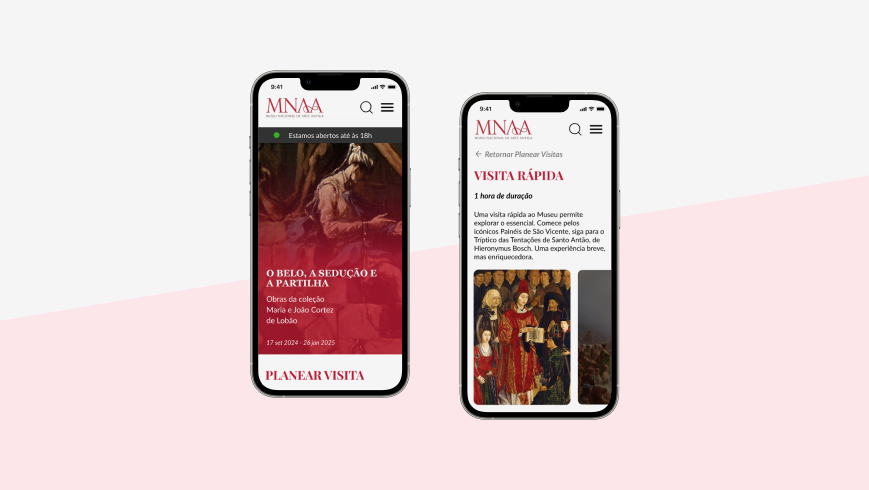 9:41
MNAA
MUSEU NACIONAL DE ARTE ANTIGA
Estamos abertos até às 18h
O BELO, A SEDUÇÃO E
A PARTILHA
Obras da coleção
Maria e João Cortez
de Lobão
17 set 2024 - 26 jan 2025
PLANEAR VISITA
9:41
MNAA
MUSEU NACIONAL DE ARTE ANTIGA
← Retornar Planear Visitas
VISITA RÁPIDA
1 hora de duração
Uma visita rápida ao Museu permite
explorar o essencial. Comece pelos
icónicos Painéis de São Vicente, siga para o
Tríptico das Tentações de Santo Antão, de
Hieronymus Bosch. Uma experiência breve,
mas enriquecedora.